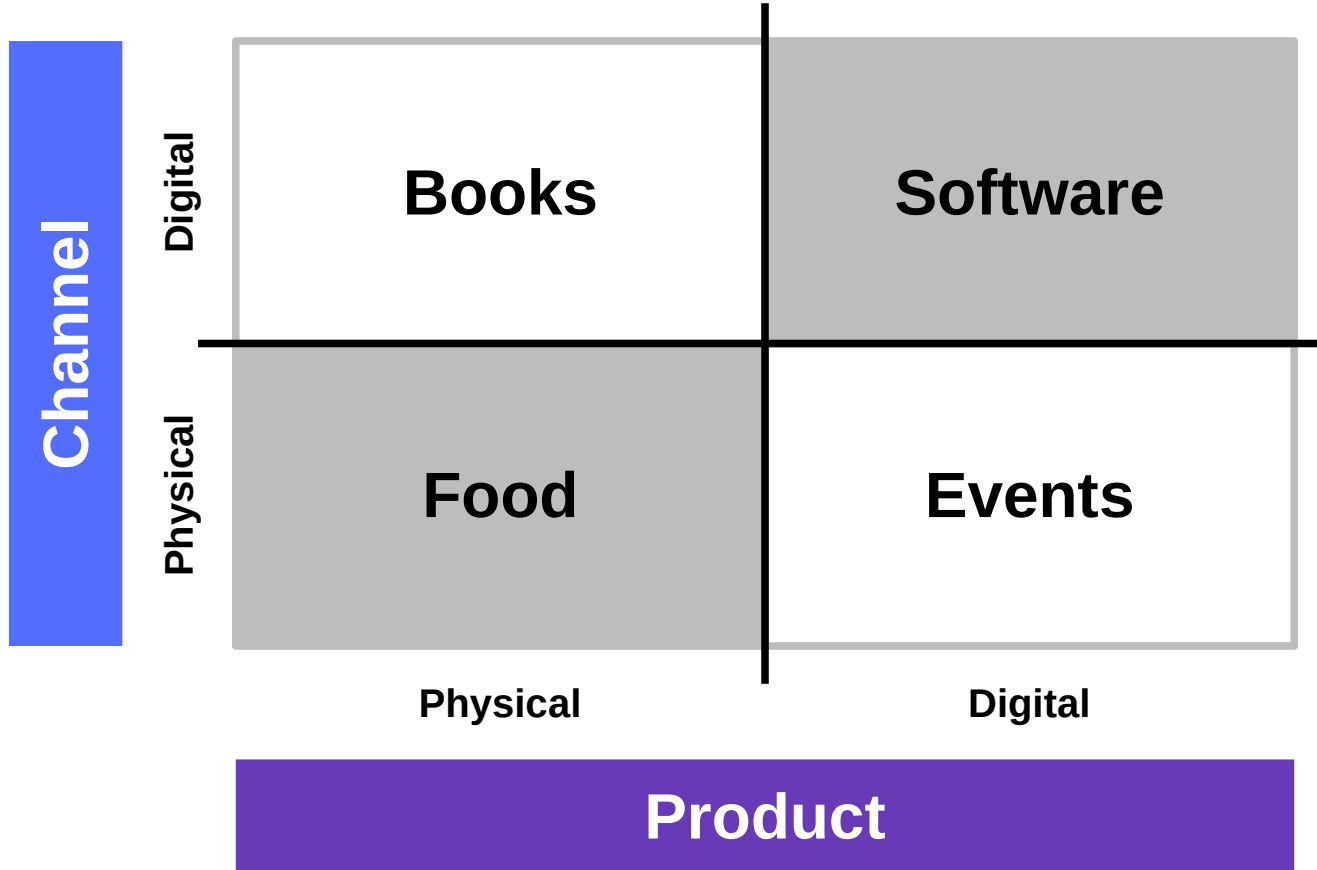 Channel
Digital
Books
Software
Physical
Food
Events
Physical
Digital
Product